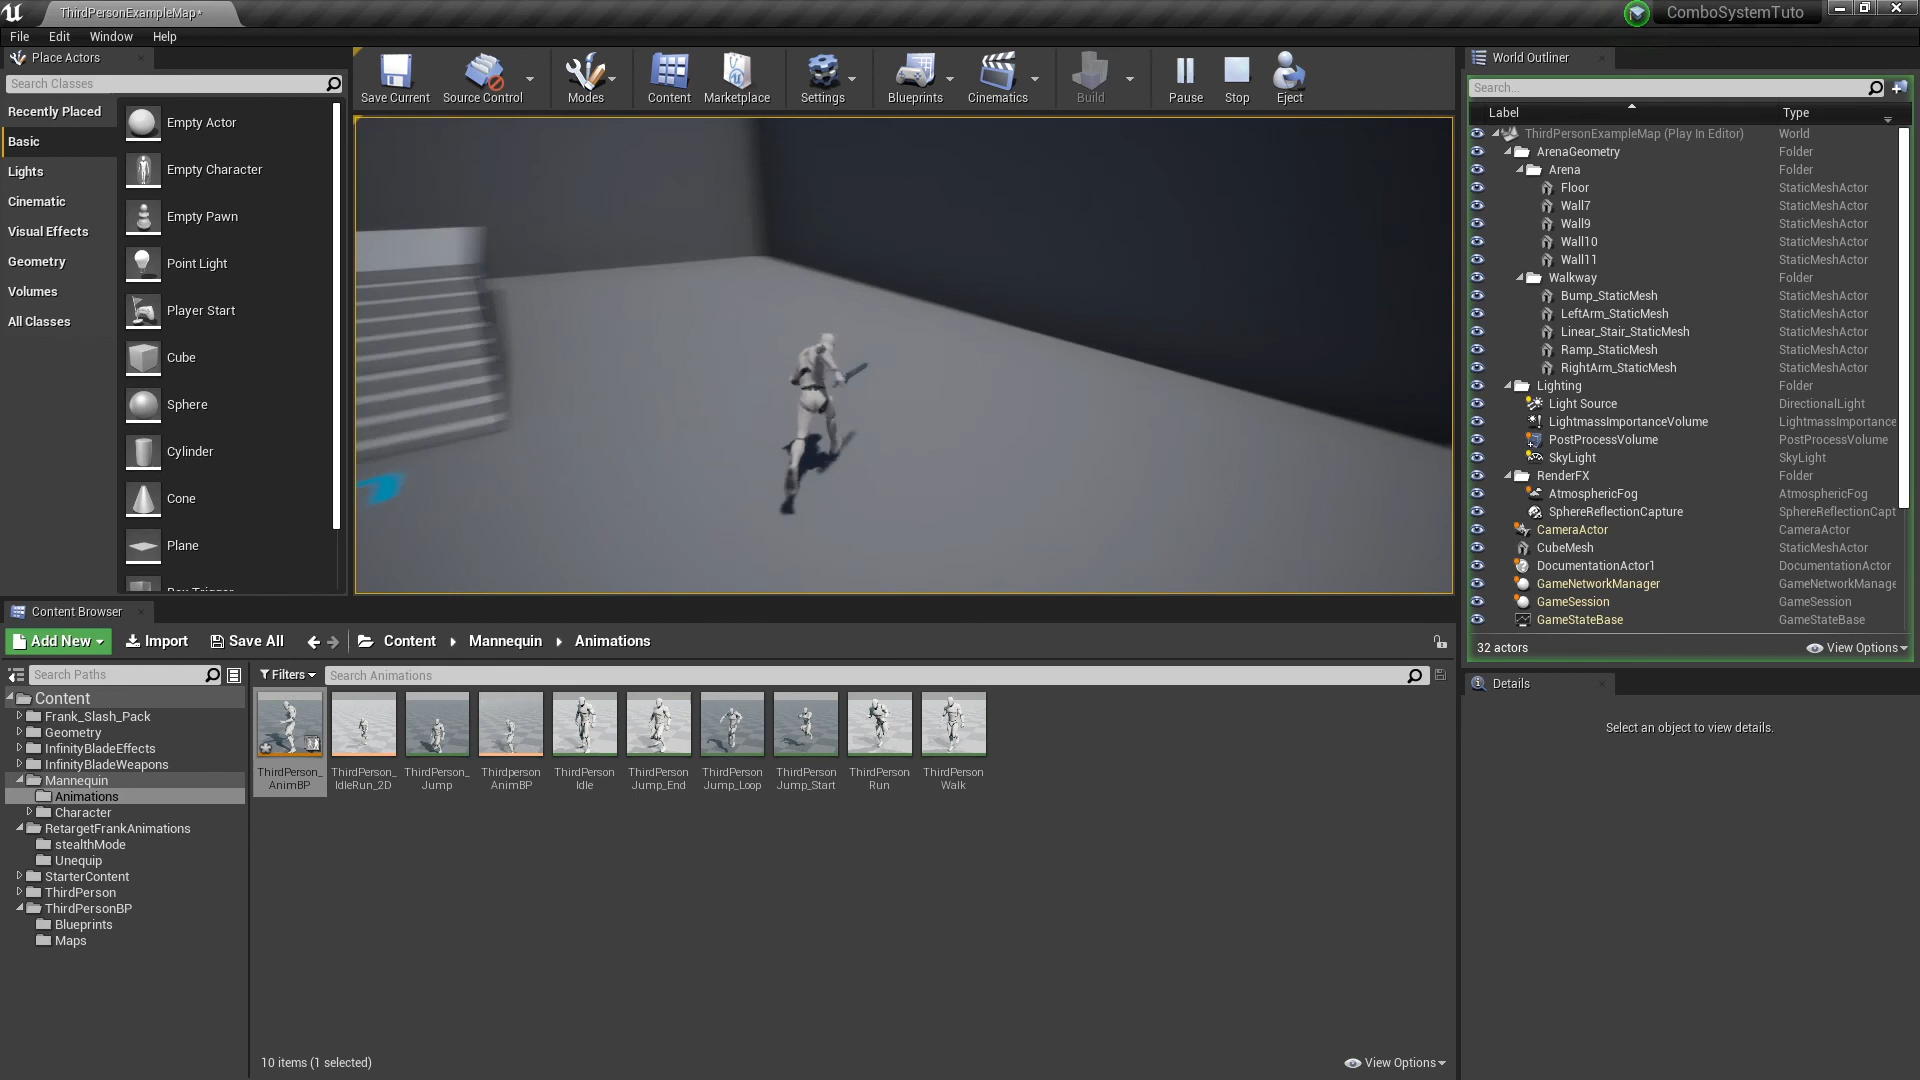 ThirdPersonExampleMap*
ComboSystemTuto
File Edit Window Help
Place Actors
Search Classes
Recently Placed
Basic
Lights
Cinematic
Visual Effects
Geometry
Volumes
All Classes
Empty Actor
Empty Character
Empty Pawn
Point Light
Player Start
Cube
Sphere
Cylinder
Cone
Plane
Save Current
Source Control
Modes
Content
Marketplace
Settings
Blueprints
Cinematics
Build
Pause
Stop
Eject
World Outliner
Search...
Label Type
ThirdPersonExampleMap (Play In Editor) World
ArenaGeometry Folder
Arena Folder
Floor StaticMeshActor
Wall7 StaticMeshActor
Wall9 StaticMeshActor
Wall10 StaticMeshActor
Wall11 StaticMeshActor
Walkway Folder
Bump_StaticMesh StaticMeshActor
LeftArm_StaticMesh StaticMeshActor
Linear_Stair_StaticMesh StaticMeshActor
Ramp_StaticMesh StaticMeshActor
RightArm_StaticMesh StaticMeshActor
Lighting Folder
Light Source DirectionalLight
LightmassImportanceVolume LightmassImportance
PostProcessVolume PostProcessVolume
SkyLight SkyLight
RenderFX Folder
AtmosphericFog AtmosphericFog
SphereReflectionCapture SphereReflectionCapt
CameraActor CameraActor
CubeMesh StaticMeshActor
DocumentationActor1 DocumentationActor
GameNetworkManager GameNetworkManage
GameSession GameSession
GameStateBase GameStateBase
32 actors
View Options
Details
Select an object to view details.
Content Browser
Add New Import Save All Content Mannequin Animations
Search Paths
Content
Frank_Slash_Pack
Geometry
InfinityBladeEffects
InfinityBladeWeapons
Mannequin
Animations
Character
RetargetFrankAnimations
stealthMode
Unequip
StarterContent
ThirdPerson
ThirdPersonBP
Blueprints
Maps
Filters
Search Animations
ThirdPerson_
AnimBP
ThirdPerson_
IdleRun_2D
ThirdPerson_
Jump
Thirdperson
AnimBP
ThirdPerson
Idle
ThirdPerson
Jump_End
ThirdPerson
Jump_Loop
ThirdPerson
Jump_Start
ThirdPerson
Run
ThirdPerson
Walk
10 items (1 selected)
View Options